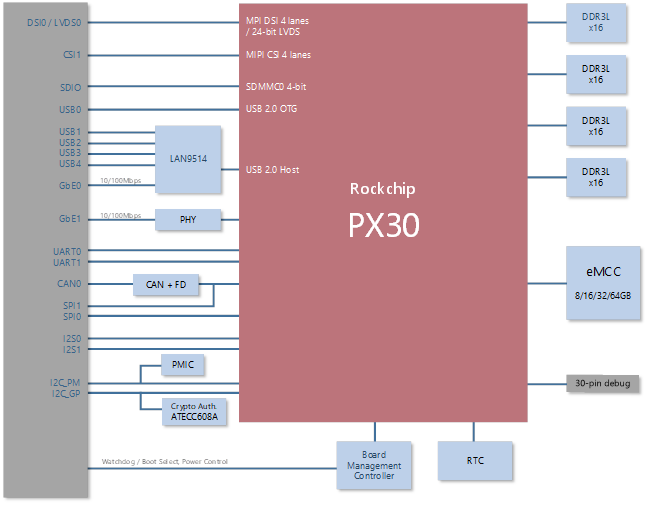 DSI0 / LVDS0
CSI1
SDIO
USB0
USB1
USB2
USB3
USB4
GbE0
GbE1
UART0
UART1
CAN0
SPI1
SPI0
I2S0
I2S1
I2C_PM
I2C_GP
10/100Mbps
10/100Mbps
LAN9514
PHY
CAN + FD
PMIC
Crypto Auth.
ATECC608A
Watchdog / Boot Select, Power Control
MPI DSI 4 lanes
/ 24-bit LVDS
MIPI CSI 4 lanes
SDMMC0 4-bit
USB 2.0 OTG
USB 2.0 Host
Rockchip
PX30
DDR3L
x16
DDR3L
x16
DDR3L
x16
DDR3L
x16
eMCC
8/16/32/64GB
30-pin debug
Board
Management
Controller
RTC